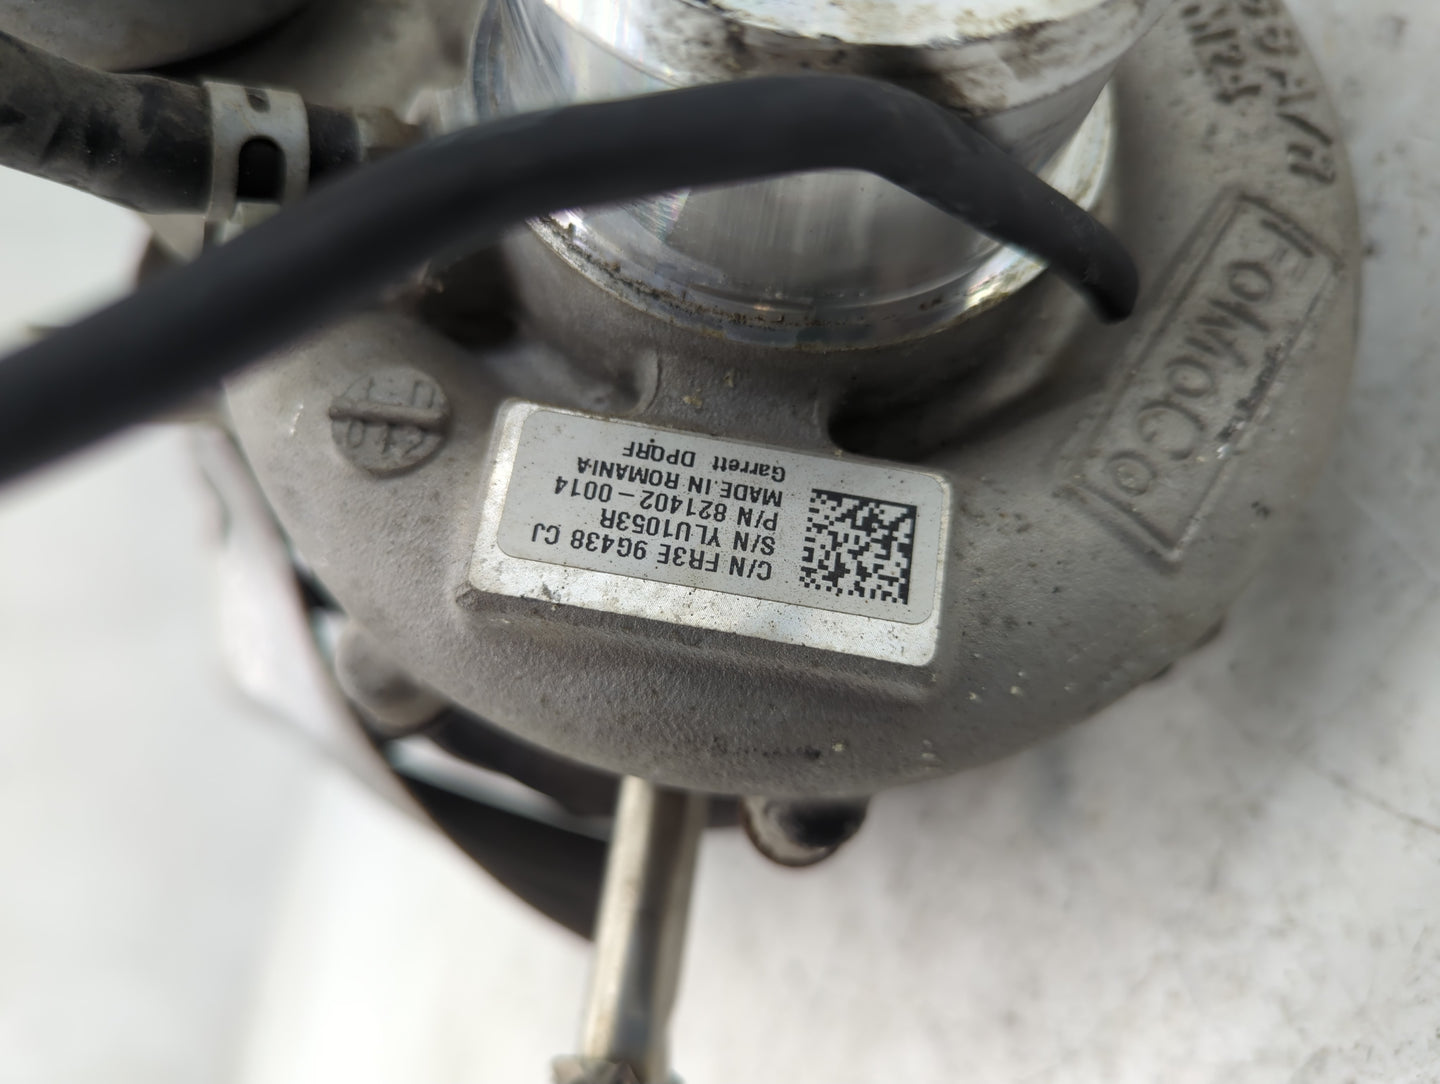 C/N FR3E 9G438 CJ
S/N YLU1053R
P/N 821402-0014
MADE IN ROMANIA
Garrett DPQRF
FoMoCo